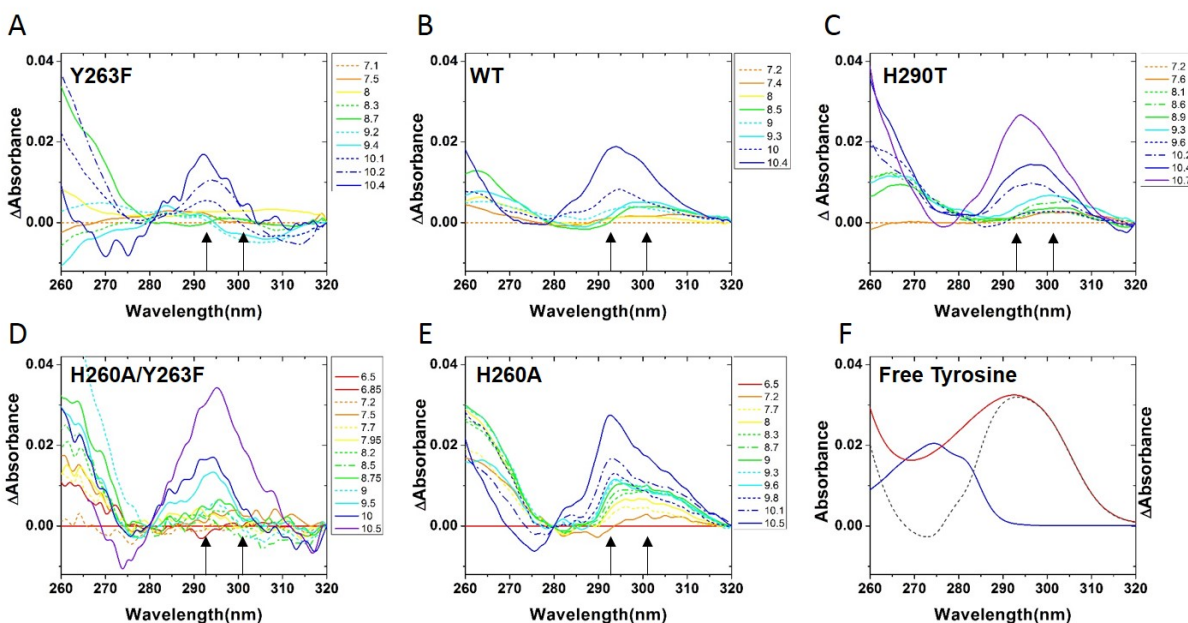 A
Y263F
ΔAbsorbance
0.04
0.02
0.00
260 270 280 290 300 310 320
Wavelength(nm)
7.1
7.5
8
8.3
8.7
9.2
9.4
10.1
10.2
10.4
B
WT
ΔAbsorbance
0.04
0.02
0.00
260 270 280 290 300 310 320
Wavelength(nm)
7.2
7.4
8
8.5
9
9.3
10
10.4
C
H290T
Δ Absorbance
0.04
0.02
0.00
260 270 280 290 300 310 320
Wavelength(nm)
7.2
7.6
8.1
8.6
8.9
9.3
9.6
10.2
10.4
10.7
D
H260A/Y263F
ΔAbsorbance
0.04
0.02
0.00
260 270 280 290 300 310 320
Wavelength(nm)
6.5
6.85
7.2
7.5
7.7
7.95
8.2
8.5
8.75
9
9.5
10
10.5
E
H260A
ΔAbsorbance
0.04
0.02
0.00
260 270 280 290 300 310 320
Wavelength(nm)
6.5
7.2
7.7
8
8.3
8.7
9
9.3
9.6
9.8
10.1
10.5
F
Free Tyrosine
Absorbance
0.04
0.02
0.00
260 270 280 290 300 310 320
Wavelength(nm)
ΔAbsorbance